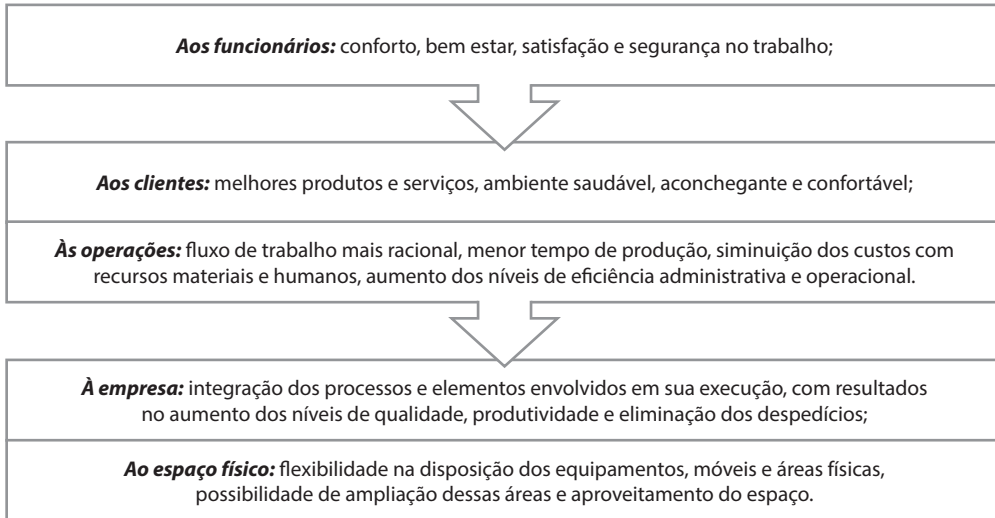 Aos funcionários: conforto, bem estar, satisfação e segurança no trabalho;
Aos clientes: melhores produtos e serviços, ambiente saudável, aconchegante e confortável;
Às operações: fluxo de trabalho mais racional, menor tempo de produção, siminuição dos custos com
recursos materiais e humanos, aumento dos níveis de eficiência administrativa e operacional.
À empresa: integração dos processos e elementos envolvidos em sua execução, com resultados
no aumento dos níveis de qualidade, produtividade e eliminação dos despedícios;
Ao espaço físico: flexibilidade na disposição dos equipamentos, móveis e áreas físicas,
possibilidade de ampliação dessas áreas e aproveitamento do espaço.